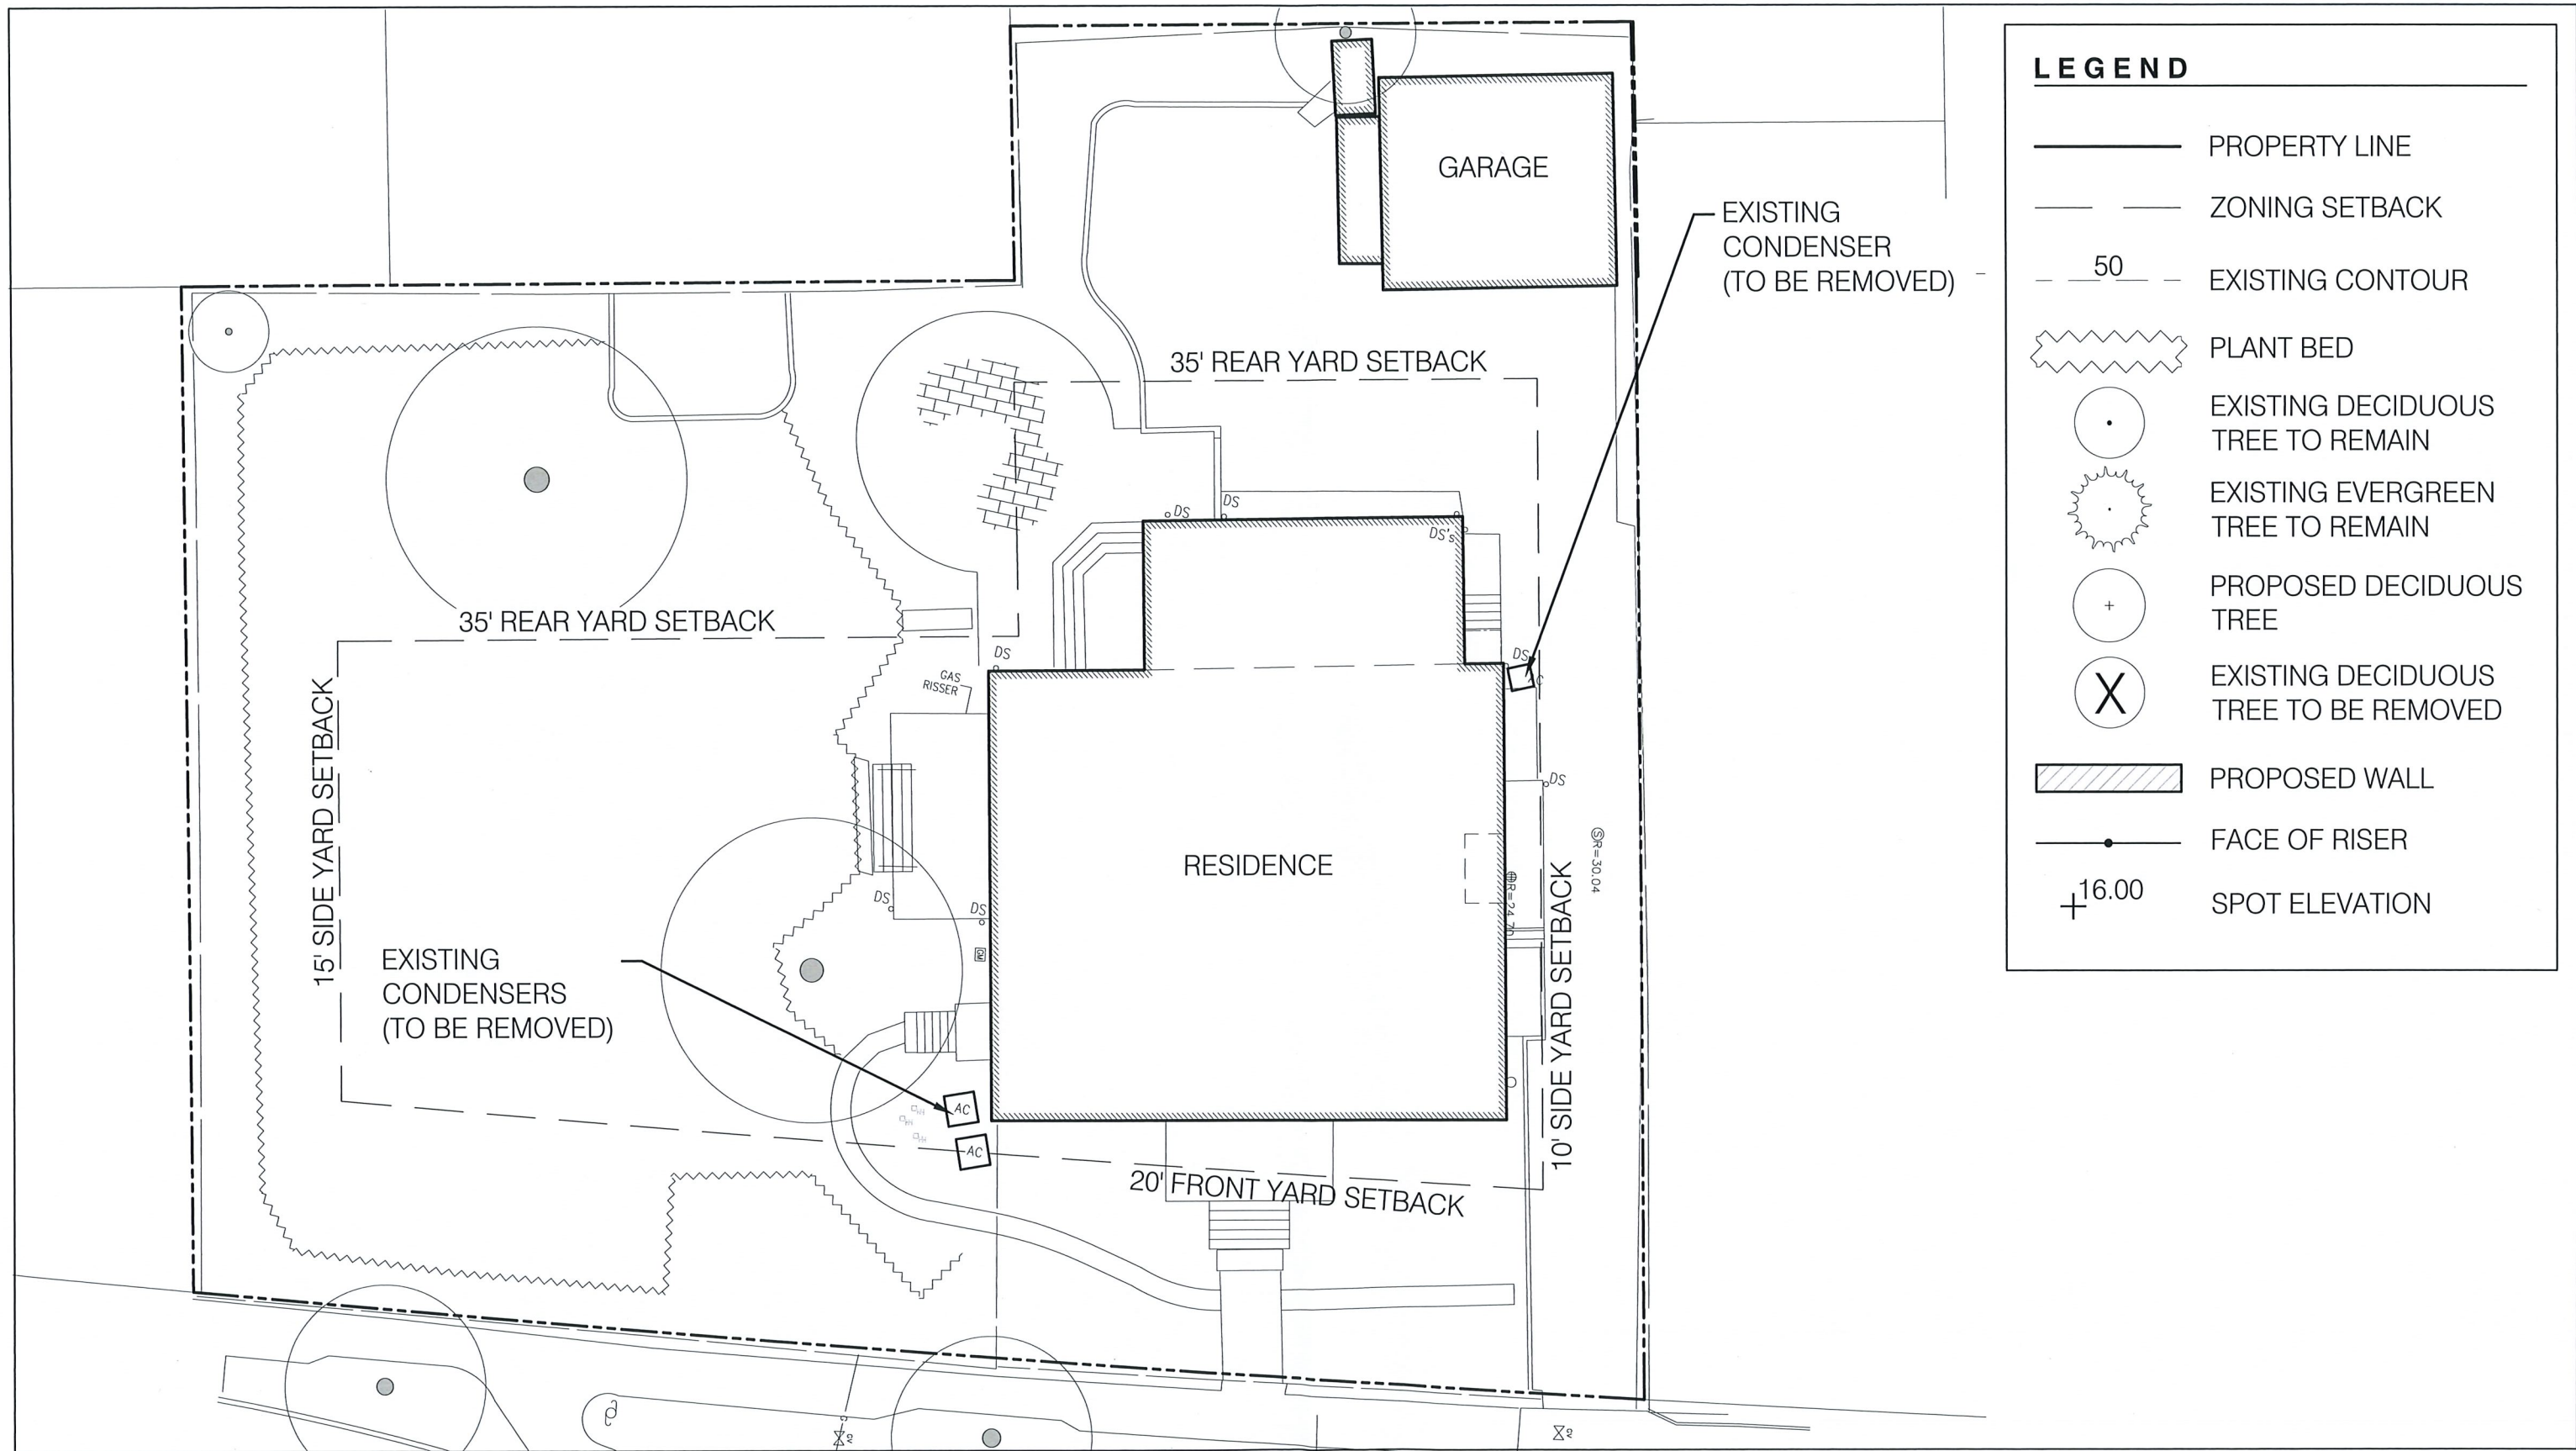 GARAGE
EXISTING
CONDENSER
(TO BE REMOVED)
35' REAR YARD SETBACK
35' REAR YARD SETBACK
DS
DS
DS's
DS
DS
GAS
RISSER
15' SIDE YARD SETBACK
DS
RESIDENCE
R=30.04
DS
DS
GM
10' SIDE YARD SETBACK
EXISTING
CONDENSERS
(TO BE REMOVED)
AC
AC
20' FRONT YARD SETBACK
LEGEND
PROPERTY LINE
ZONING SETBACK
50
EXISTING CONTOUR
PLANT BED
EXISTING DECIDUOUS
TREE TO REMAIN
EXISTING EVERGREEN
TREE TO REMAIN
PROPOSED DECIDUOUS
TREE
X
EXISTING DECIDUOUS
TREE TO BE REMOVED
PROPOSED WALL
FACE OF RISER
16.00
SPOT ELEVATION